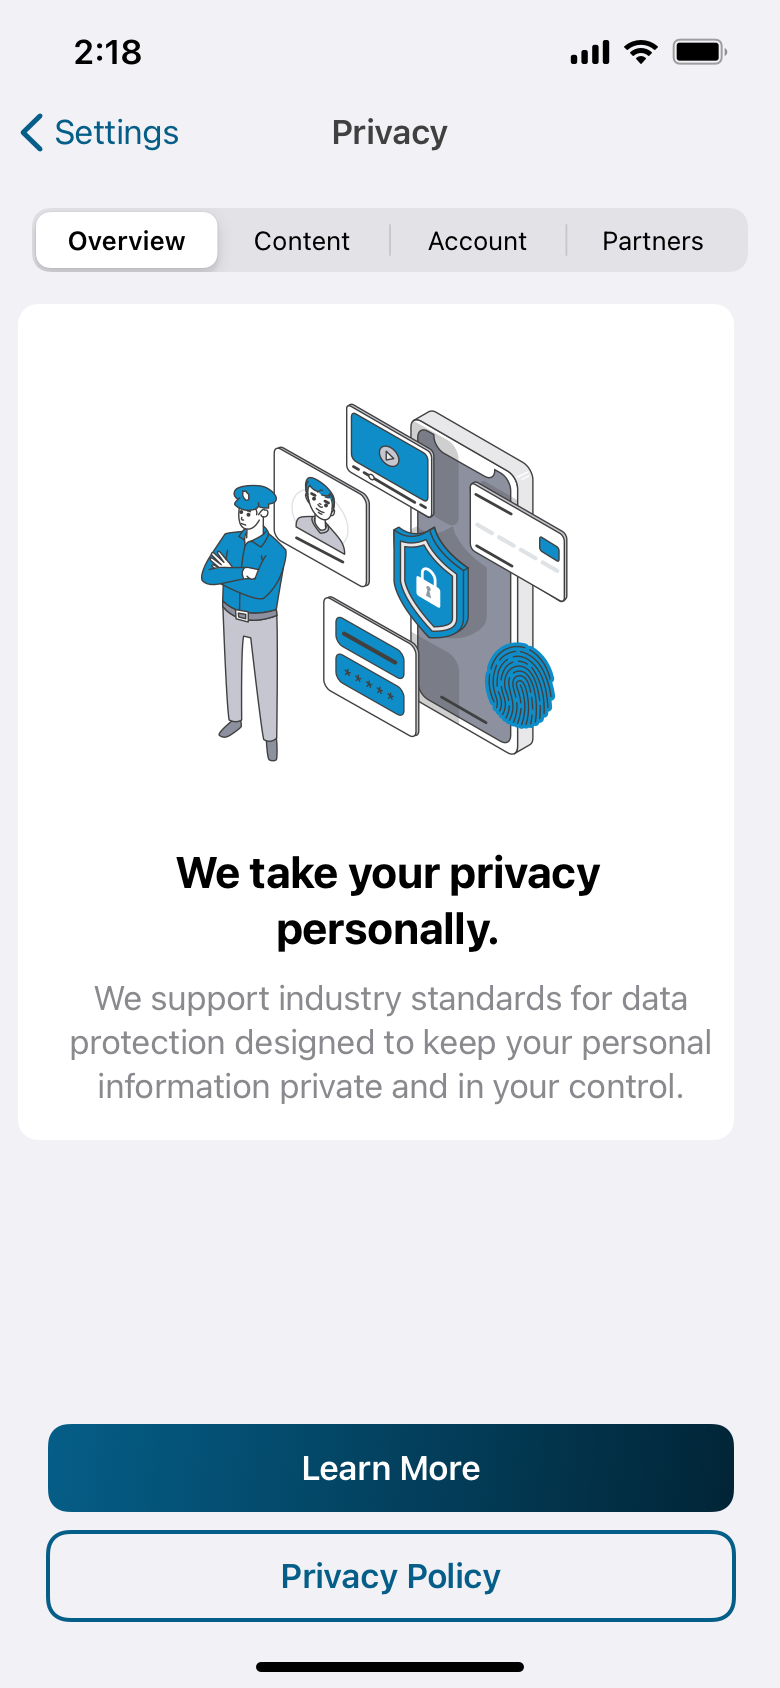 2:18
Settings
Privacy
Overview
Content
Account
Partners
We take your privacy
personally.
We support industry standards for data
protection designed to keep your personal
information private and in your control.
Learn More
Privacy Policy